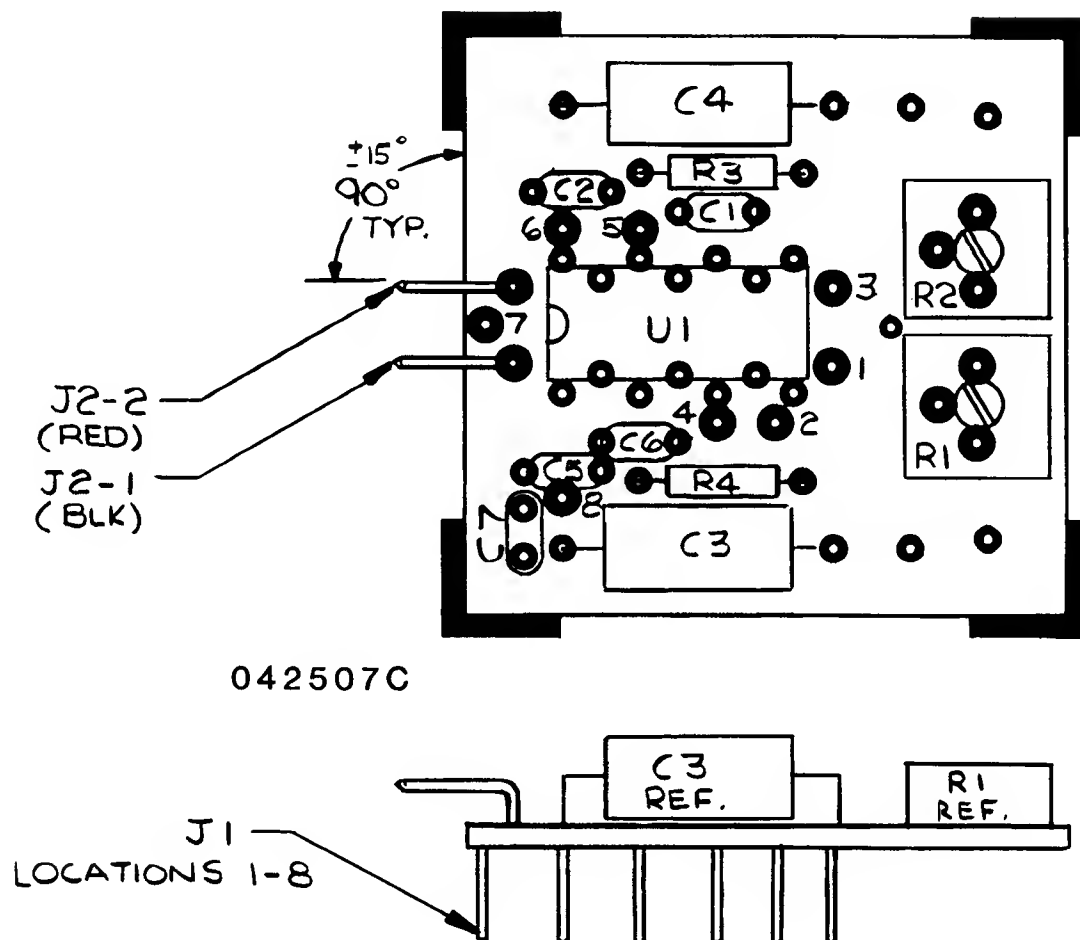 C4
±15°
90°
TYP.
R3
C2
C1
6
5
3
R2
7
U1
1
J2-2
(RED)
J2-1
(BLK)
4
2
C6
C5
R4
R1
8
C7
C3
042507C
C3
REF.
R1
REF.
J1
LOCATIONS 1-8